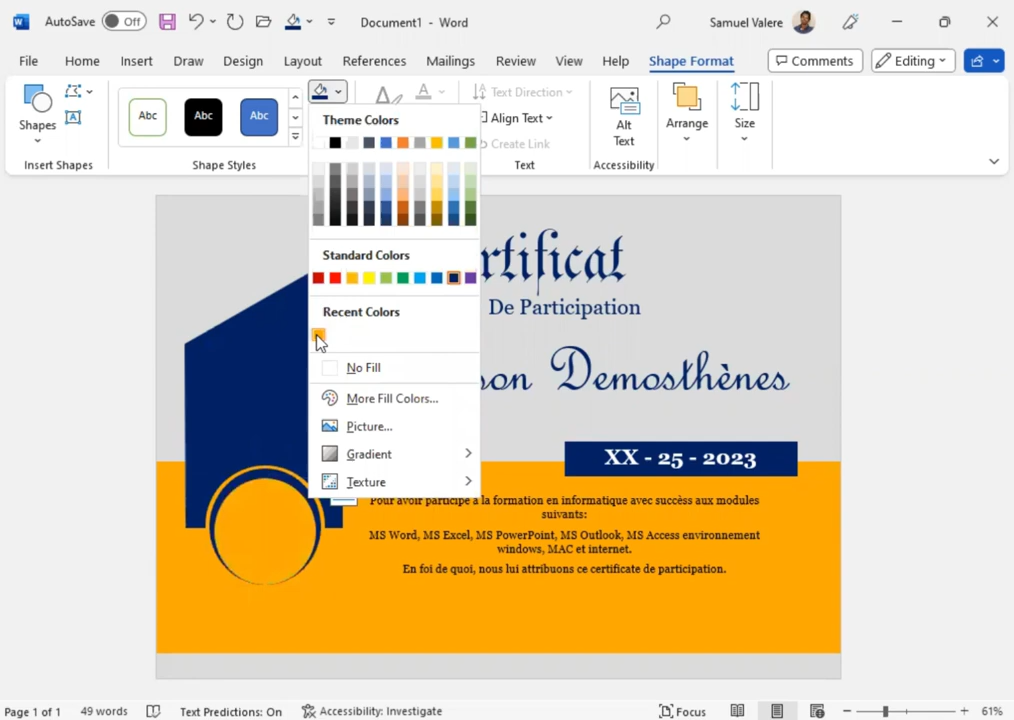 AutoSave Off Document1 - Word Samuel Valere
File Home Insert Draw Design Layout References Mailings Review View Help Shape Format Comments Editing
Shapes
Insert Shapes
Abc Abc Abc
Shape Styles
Theme Colors
Standard Colors
Recent Colors
No Fill
More Fill Colors...
Picture...
Gradient
Texture
Text Direction
Align Text
Create Link
Text
Alt
Text
Accessibility
Arrange
Size
De Participation
Demosthènes
XX - 25 - 2023
Pour avoir participé à la formation en informatique avec succèss aux modules
suivants:
MS Word, MS Excel, MS PowerPoint, MS Outlook, MS Access environnement
windows, MAC et internet.
En foi de quoi, nous lui attribuons ce certificate de participation.
Page 1 of 1 49 words Text Predictions: On Accessibility: Investigate Focus 61%